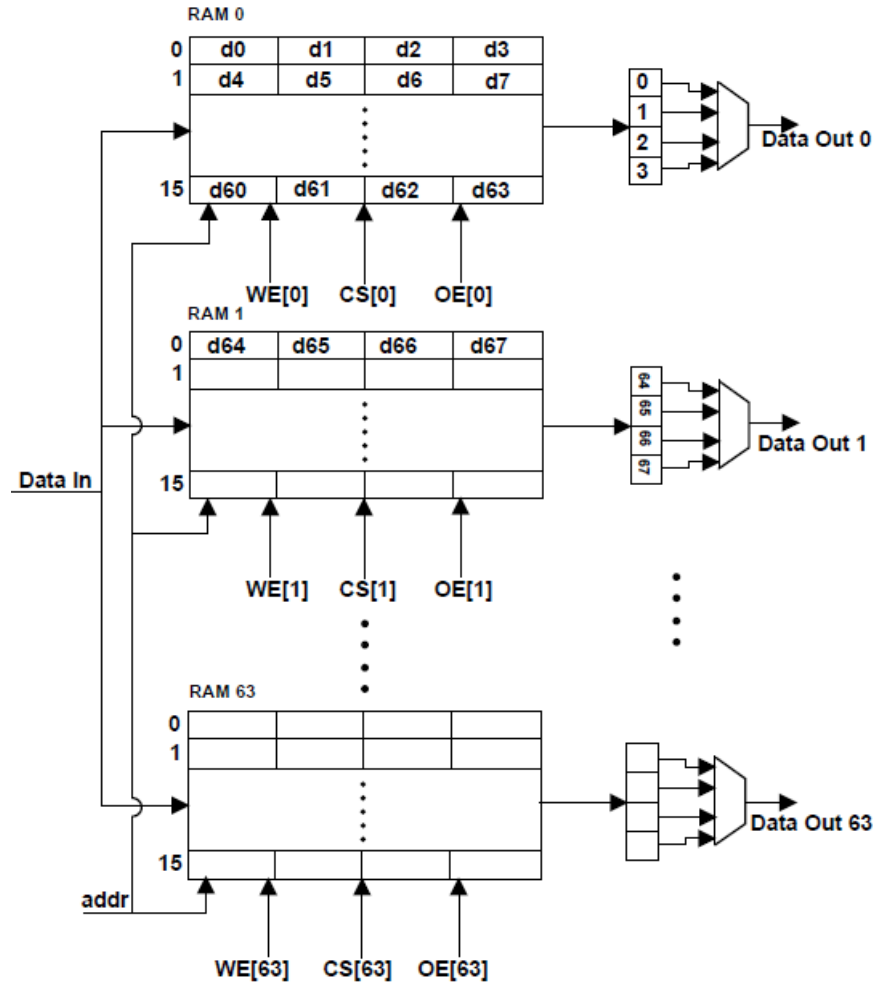 RAM 0
0 d0 d1 d2 d3
1 d4 d5 d6 d7
15 d60 d61 d62 d63
0
1
2
3
Data Out 0
WE[0] CS[0] OE[0]
RAM 1
0 d64 d65 d66 d67
1
15
64
65
66
67
Data Out 1
Data In
WE[1] CS[1] OE[1]
RAM 63
0
1
15
Data Out 63
addr
WE[63] CS[63] OE[63]